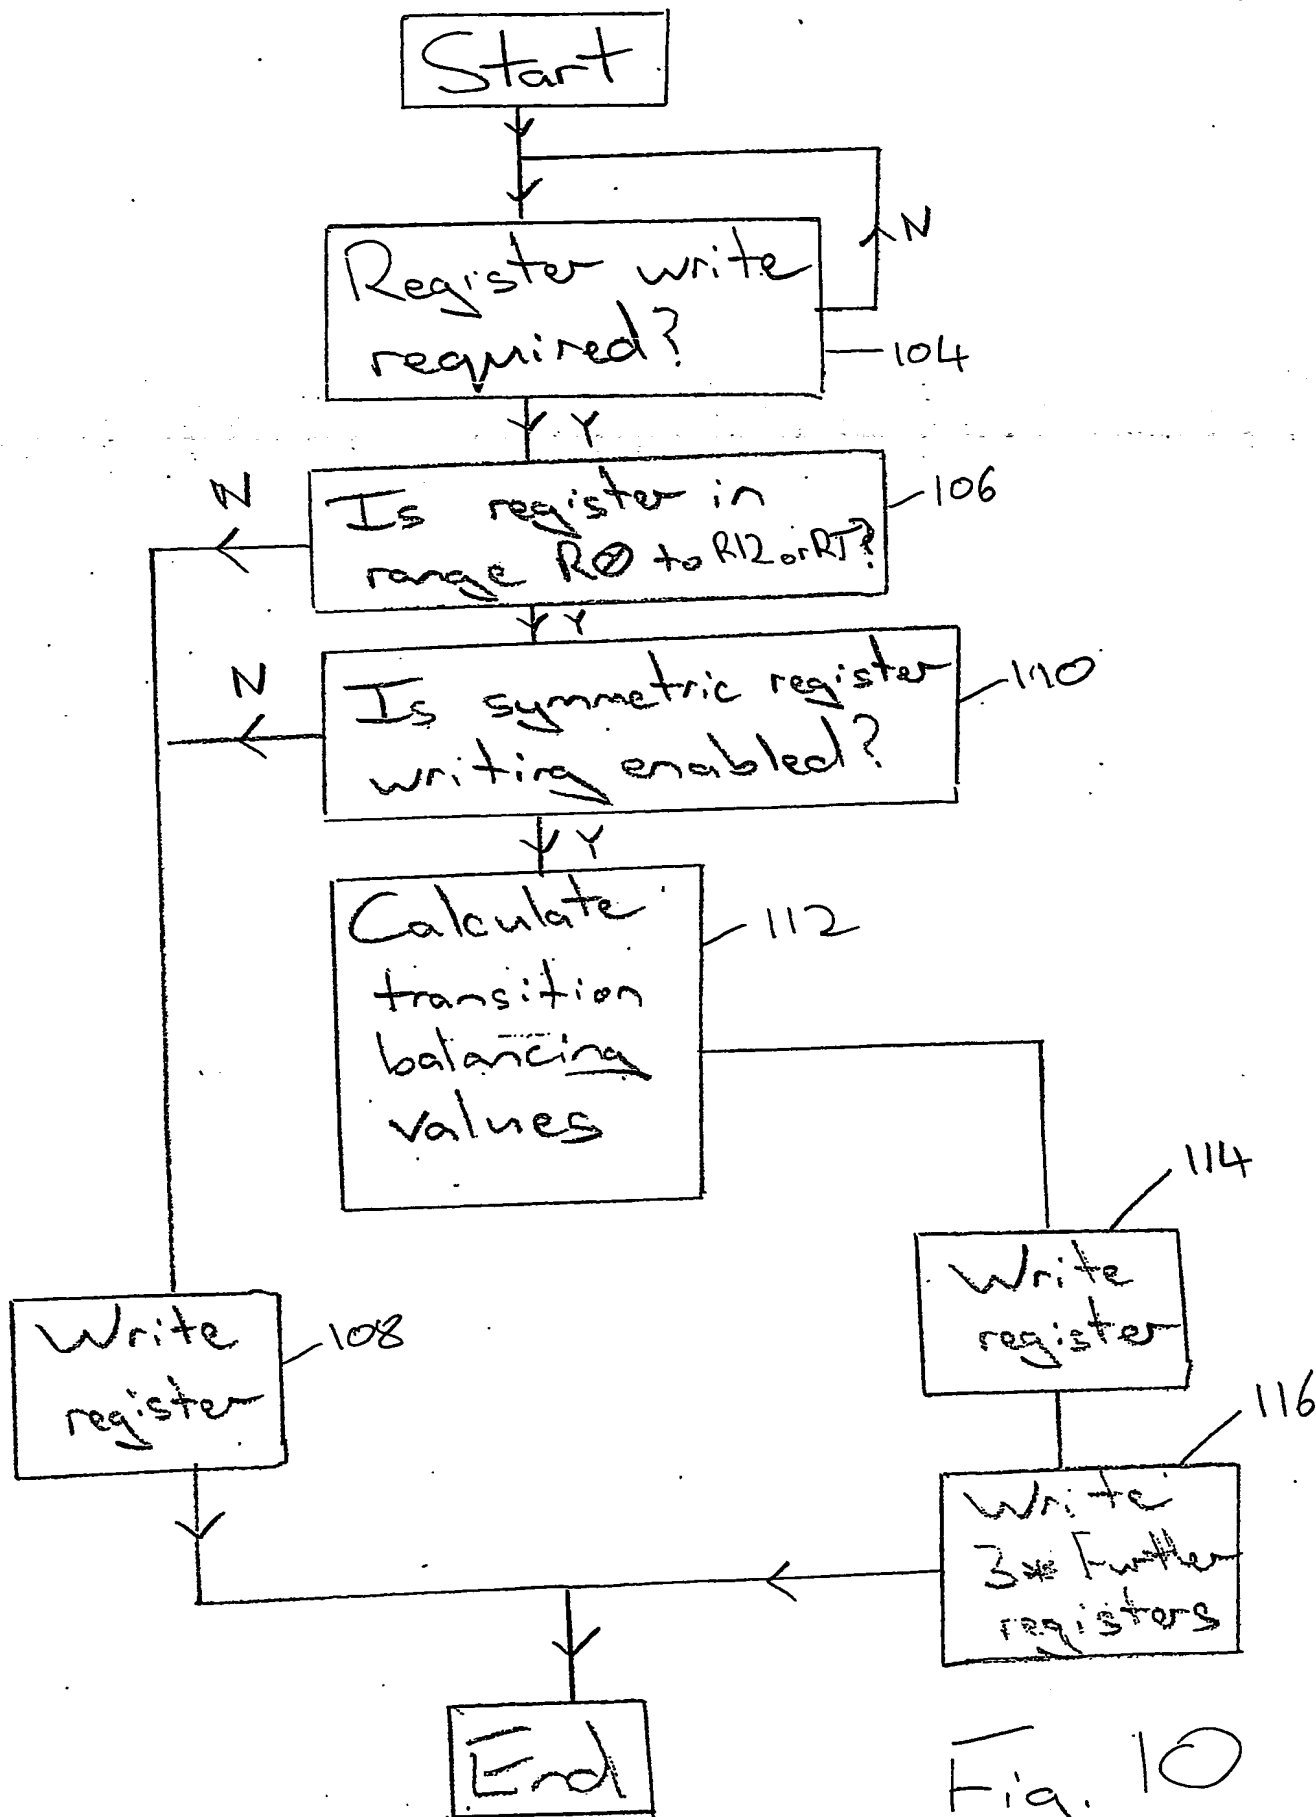 Start
N
Register write
required?
104
Y
N
Is register in
range R0 to R12 or RT?
106
Y
N
Is symmetric register
writing enabled?
110
Y
Calculate
transition
balancing
values
112
114
Write
register
Write
register
108
116
Write
3* Further
registers
End
Fig. 10